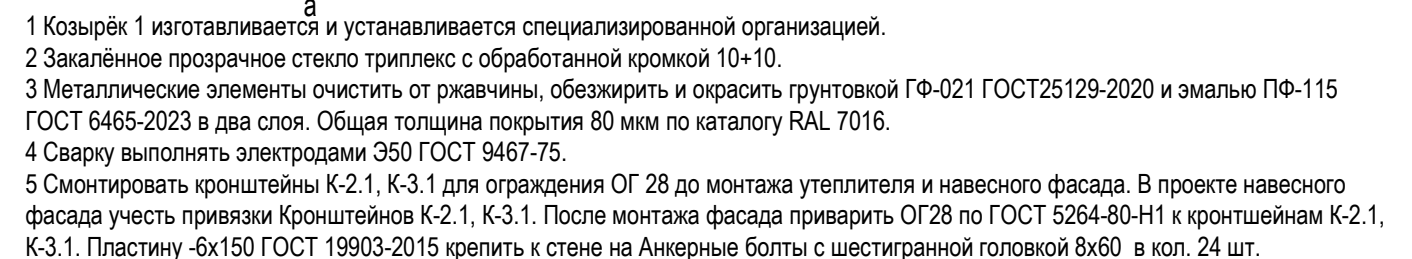 а
1 Козырёк 1 изготавливается и устанавливается специализированной организацией.
2 Закалённое прозрачное стекло триплекс с обработанной кромкой 10+10.
3 Металлические элементы очистить от ржавчины, обезжирить и окрасить грунтовкой ГФ-021 ГОСТ25129-2020 и эмалью ПФ-115
ГОСТ 6465-2023 в два слоя. Общая толщина покрытия 80 мкм по каталогу RAL 7016.
4 Сварку выполнять электродами Э50 ГОСТ 9467-75.
5 Смонтировать кронштейны К-2.1, К-3.1 для ограждения ОГ 28 до монтажа утеплителя и навесного фасада. В проекте навесного
фасада учесть привязки Кронштейнов К-2.1, К-3.1. После монтажа фасада приварить ОГ28 по ГОСТ 5264-80-Н1 к кронтшейнам К-2.1,
К-3.1. Пластину -6х150 ГОСТ 19903-2015 крепить к стене на Анкерные болты с шестигранной головкой 8х60 в кол. 24 шт.